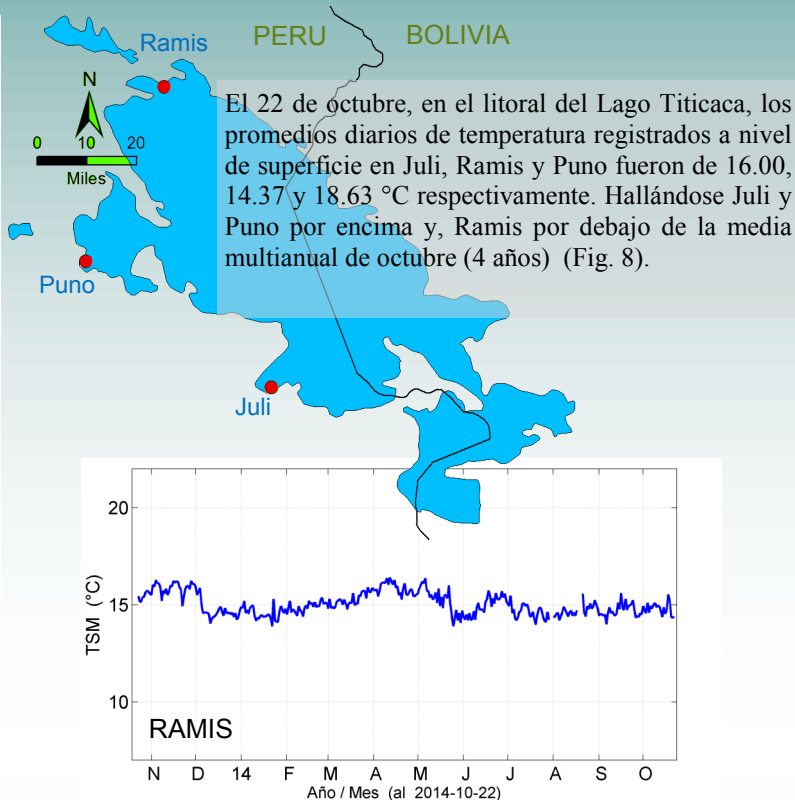 Ramis
PERU
BOLIVIA
N
0 10 20
Miles
El 22 de octubre, en el litoral del Lago Titicaca, los
promedios diarios de temperatura registrados a nivel
de superficie en Juli, Ramis y Puno fueron de 16.00,
14.37 y 18.63 °C respectivamente. Hallándose Juli y
Puno por encima y, Ramis por debajo de la media
multianual de octubre (4 años) (Fig. 8).
Puno
Juli
20
15
10
TSM (°C)
RAMIS
N D 14 F M A M J J A S O
Año / Mes (al 2014-10-22)